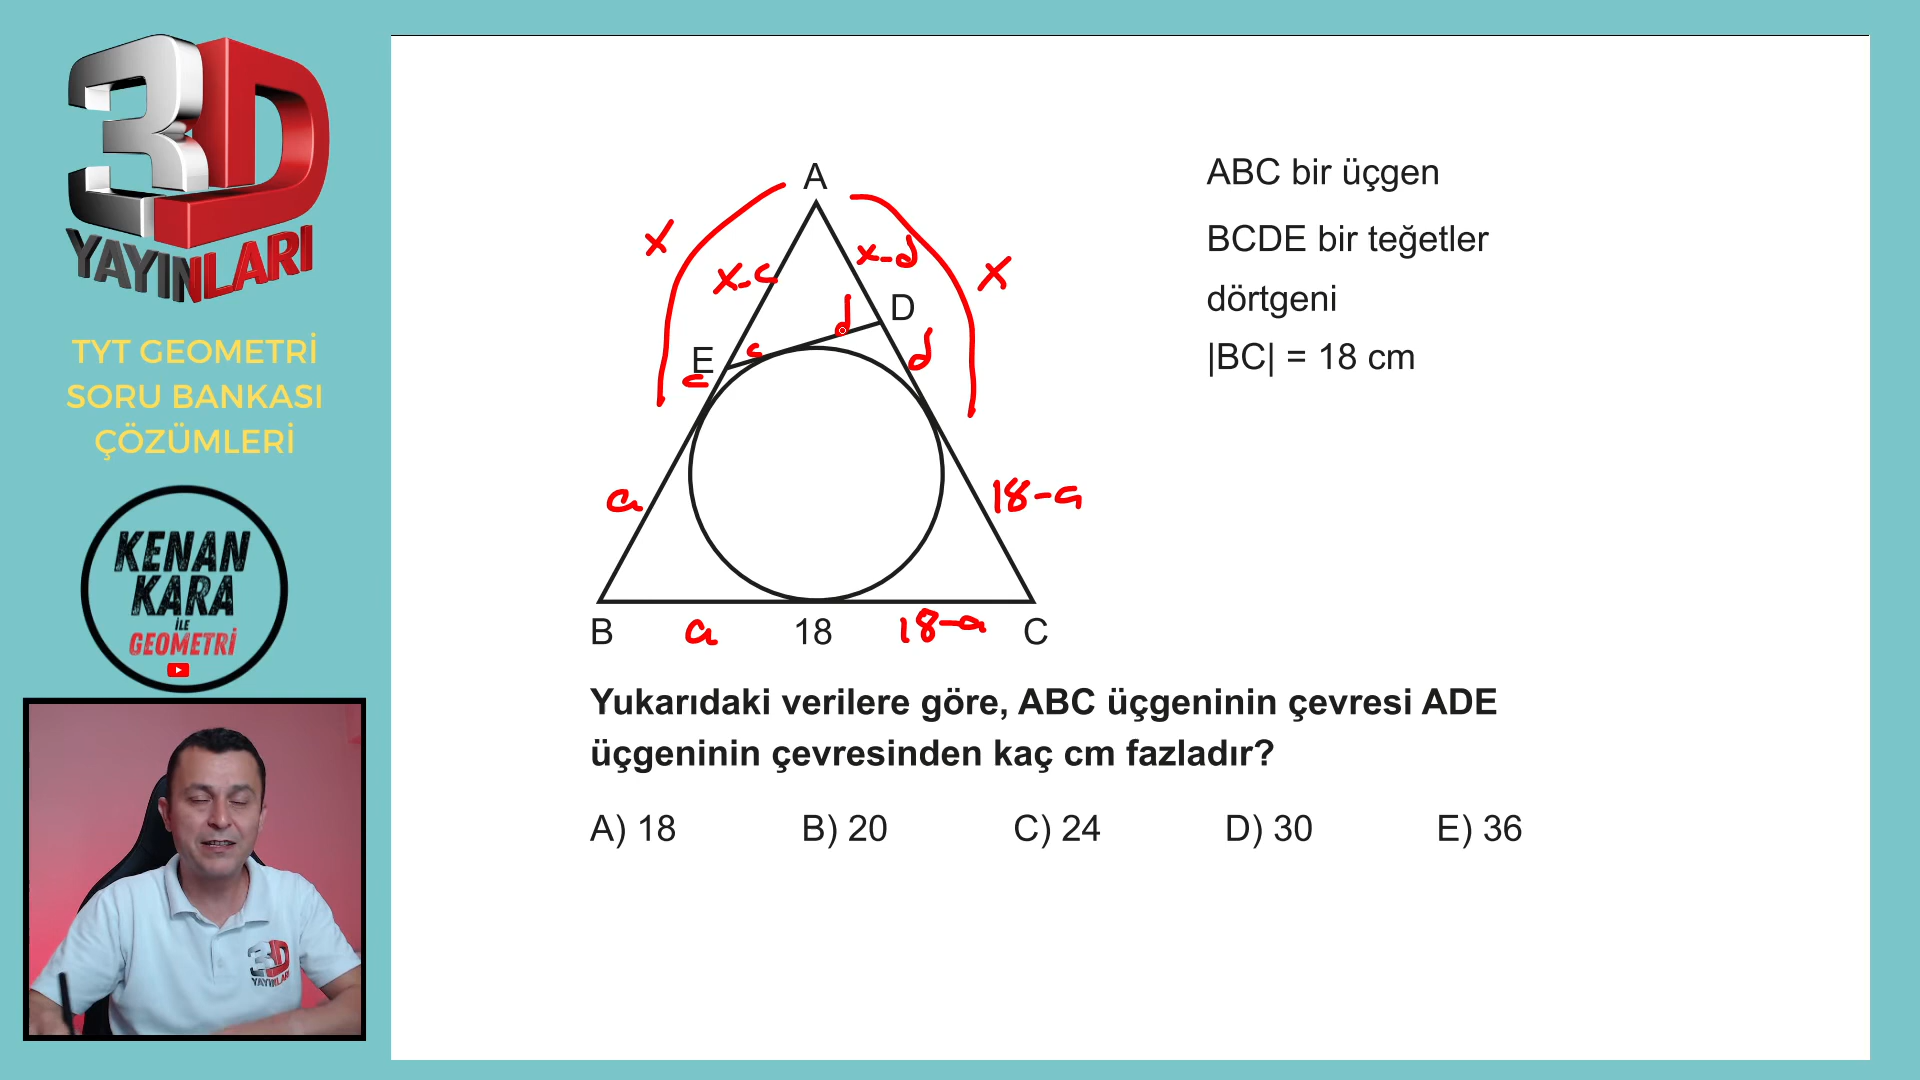 3D
YAYINLARI
TYT GEOMETRİ
SORU BANKASI
ÇÖZÜMLERİ
KENAN
KARA
İLE
GEOMETRİ
3D
YAYINLARI
ABC bir üçgen
BCDE bir teğetler
dörtgeni
|BC| = 18 cm
A
x
x
x-c
x-d
d
D
E
c
c
d
a
18-a
B
a
18
18-a
C
Yukarıdaki verilere göre, ABC üçgeninin çevresi ADE
üçgeninin çevresinden kaç cm fazladır?
A) 18 B) 20 C) 24 D) 30 E) 36